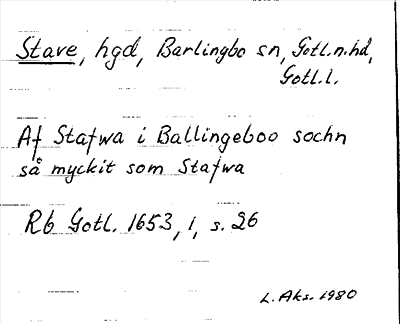 Stave, hgd, Barlingbo sn, Gotl.n.hd,
Gotl.l.
Af Stafwa i Ballingeboo sochn
så myckit som Stafwa
Rb Gotl. 1653, 1, s. 26
L. Aks. 1980